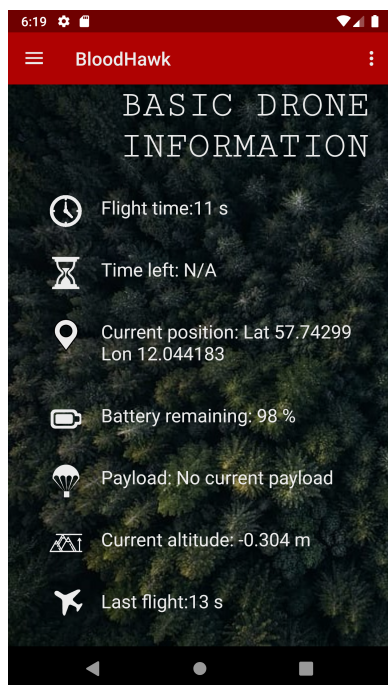 6:19
BloodHawk
BASIC DRONE
INFORMATION
Flight time:11 s
Time left: N/A
Current position: Lat 57.74299
Lon 12.044183
Battery remaining: 98 %
Payload: No current payload
Current altitude: -0.304 m
Last flight:13 s